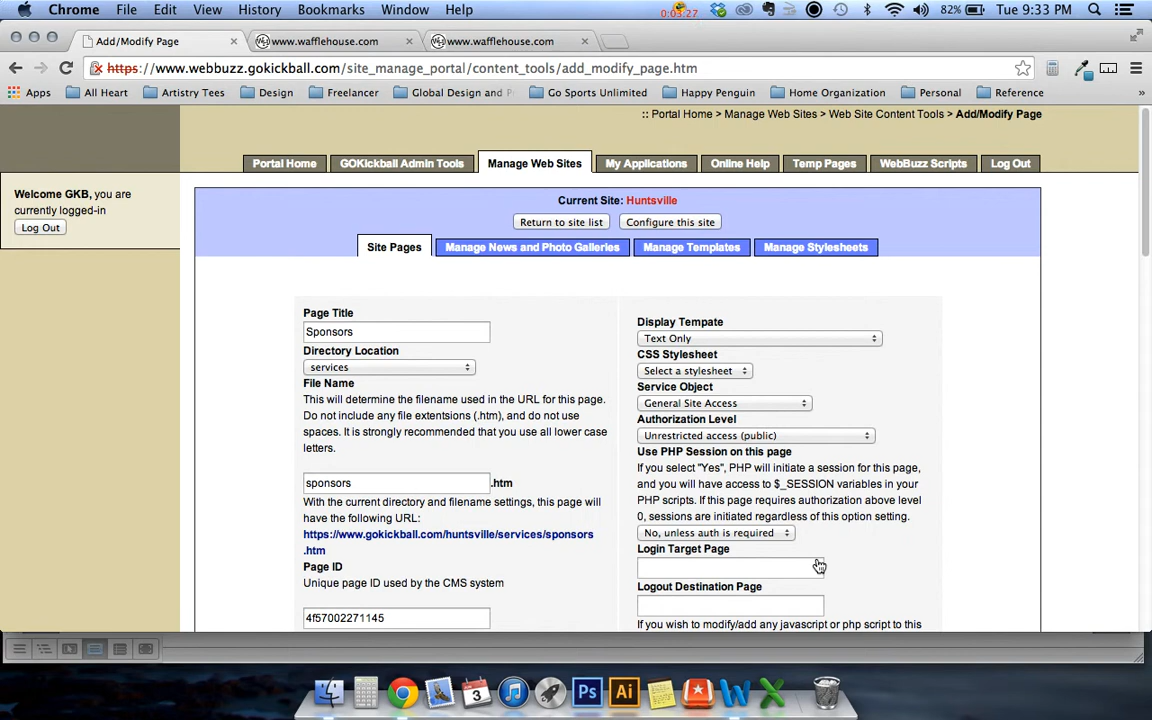 Chrome File Edit View History Bookmarks Window Help 0:03:27 82% Tue 9:33 PM
Add/Modify Page www.wafflehouse.com www.wafflehouse.com
https://www.webbuzz.gokickball.com/site_manage_portal/content_tools/add_modify_page.htm
Apps All Heart Artistry Tees Design Freelancer Global Design and Go Sports Unlimited Happy Penguin Home Organization Personal Reference »
:: Portal Home > Manage Web Sites > Web Site Content Tools > Add/Modify Page
Portal Home GOKickball Admin Tools Manage Web Sites My Applications Online Help Temp Pages WebBuzz Scripts Log Out
Welcome GKB, you are
currently logged-in
Log Out
Current Site: Huntsville
Return to site list Configure this site
Site Pages Manage News and Photo Galleries Manage Templates Manage Stylesheets
Page Title
Sponsors
Directory Location
services
File Name
This will determine the filename used in the URL for this page.
Do not include any file extentsions (.htm), and do not use
spaces. It is strongly recommended that you use all lower case
letters.
sponsors .htm
With the current directory and filename settings, this page will
have the following URL:
https://www.gokickball.com/huntsville/services/sponsors
.htm
Page ID
Unique page ID used by the CMS system
4f57002271145
Display Tempate
Text Only
CSS Stylesheet
Select a stylesheet
Service Object
General Site Access
Authorization Level
Unrestricted access (public)
Use PHP Session on this page
If you select "Yes", PHP will initiate a session for this page,
and you will have access to $_SESSION variables in your
PHP scripts. If this page requires authorization above level
0, sessions are initiated regardless of this option setting.
No, unless auth is required
Login Target Page
Logout Destination Page
If you wish to modify/add any javascript or php script to this
3
Ps
Ai